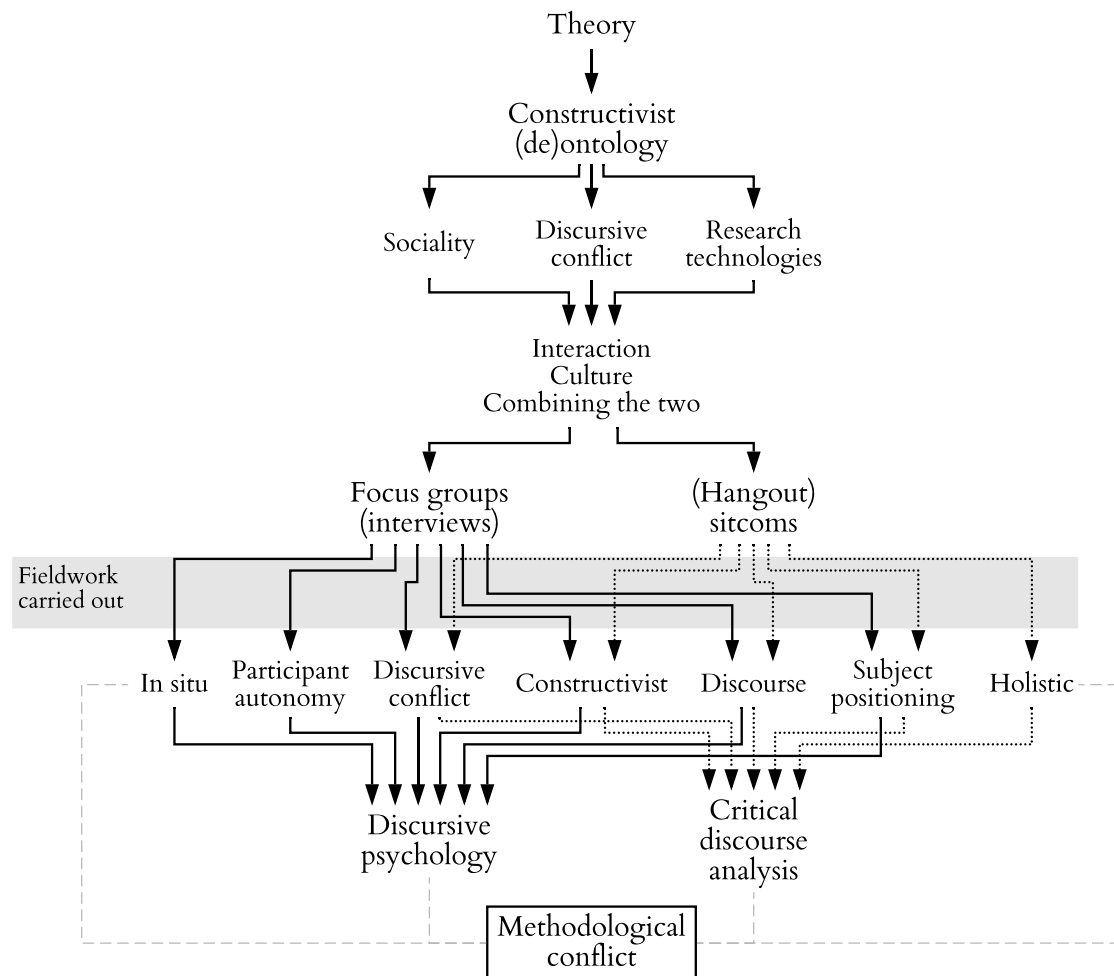 Theory
Constructivist
(de)ontology
Sociality
Discursive
conflict
Research
technologies
Interaction
Culture
Combining the two
Focus groups
(interviews)
(Hangout)
sitcoms
Fieldwork
carried out
In situ
Participant
autonomy
Discursive
conflict
Constructivist
Discourse
Subject
positioning
Holistic
Discursive
psychology
Critical
discourse
analysis
Methodological
conflict